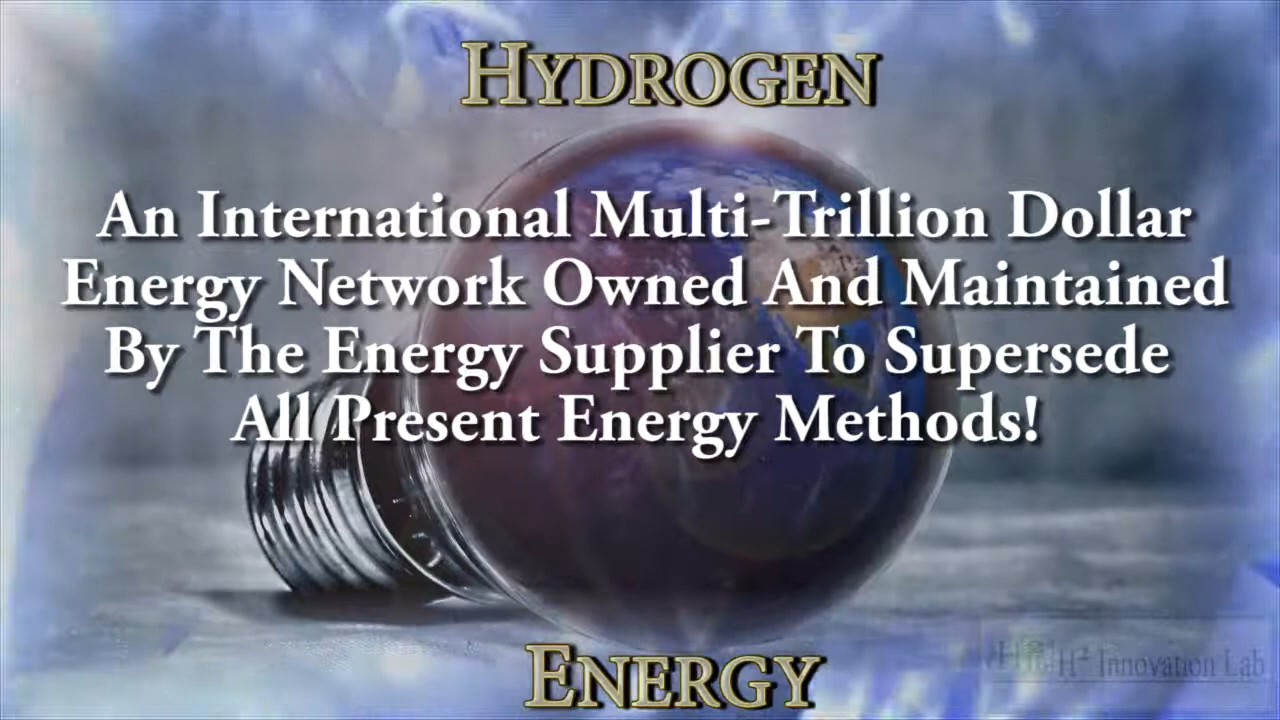 HYDROGEN
An International Multi-Trillion Dollar
Energy Network Owned And Maintained
By The Energy Supplier To Supersede
All Present Energy Methods!
H² Innovation Lab
ENERGY